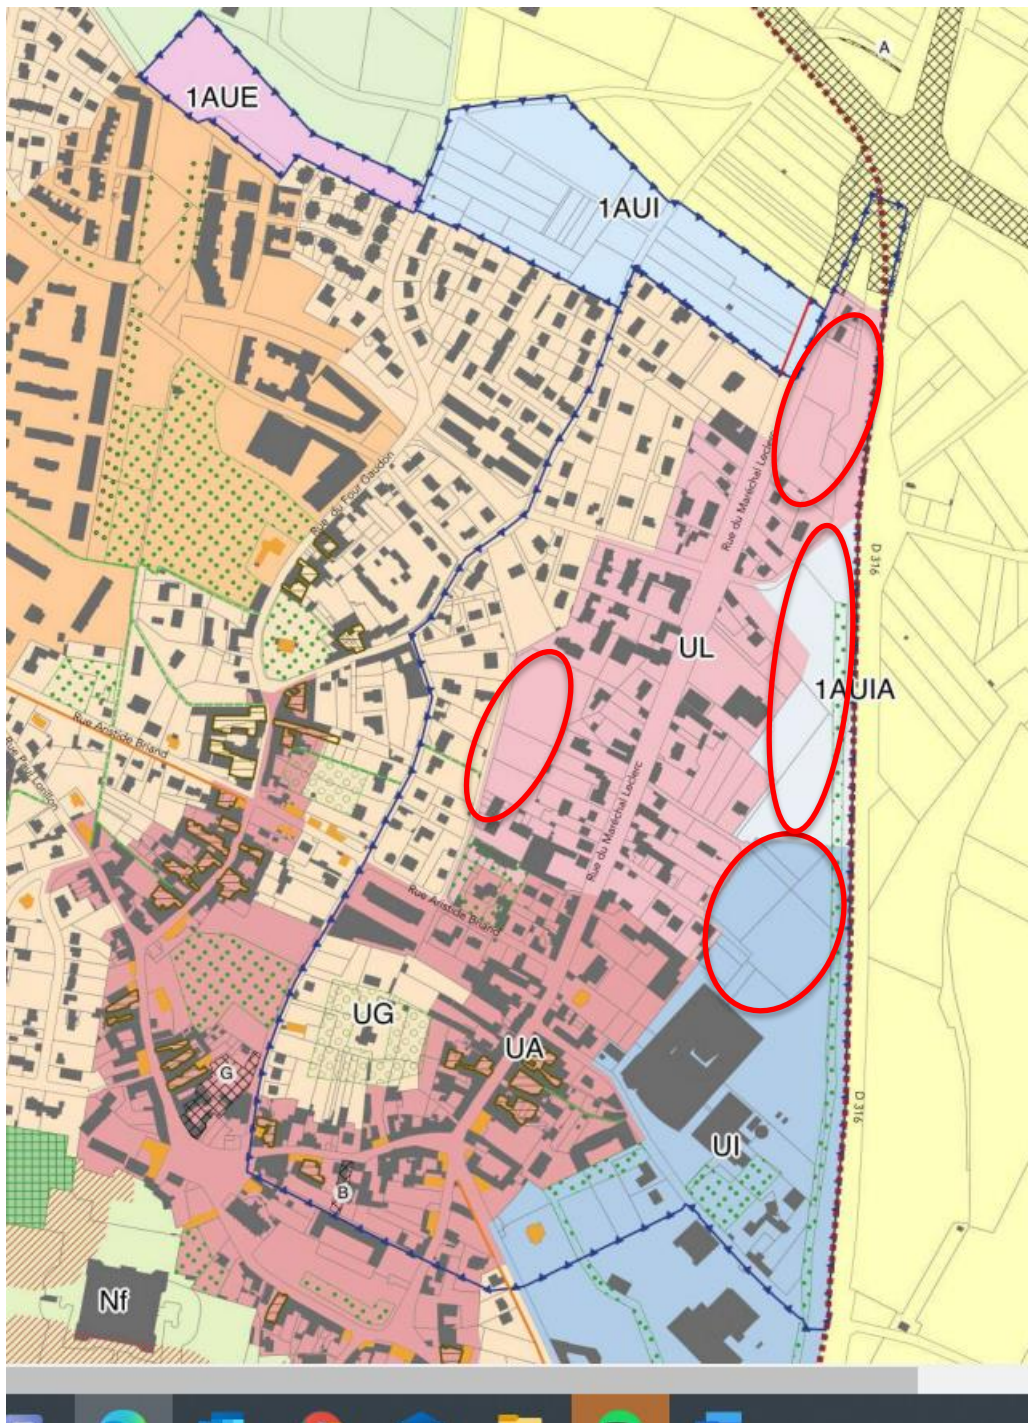 A
1AUE
1AUI
Rue du Maréchal Leclerc
Rue du Four Gaudon
D 316
UL
1AUIA
Rue Aristide Briand
Rue du Maréchal Leclerc
Rue Aristide Briand
UG
UA
G
D 316
UI
B
Nf